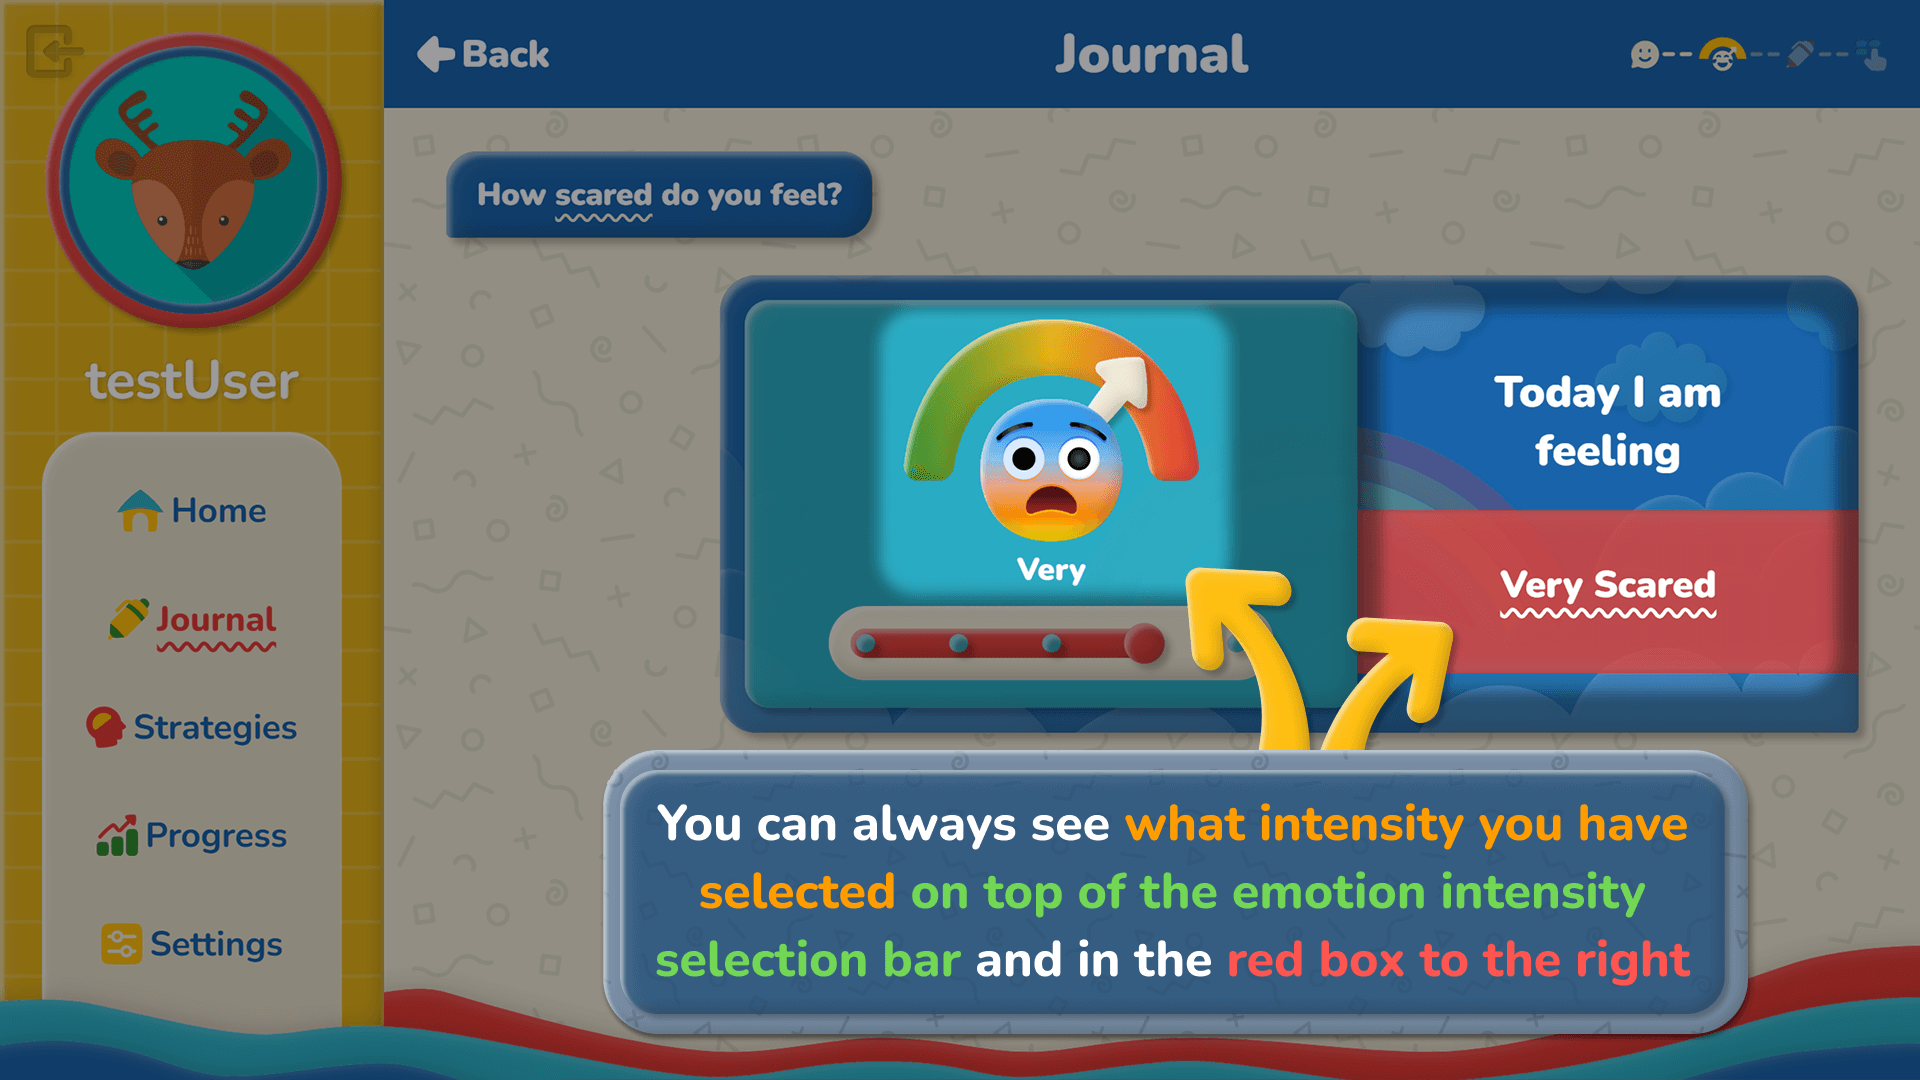 Back
Journal
How scared do you feel?
testUser
Home
Journal
Strategies
Progress
Settings
Very
Today I am
feeling
Very Scared
You can always see what intensity you have
selected on top of the emotion intensity
selection bar and in the red box to the right